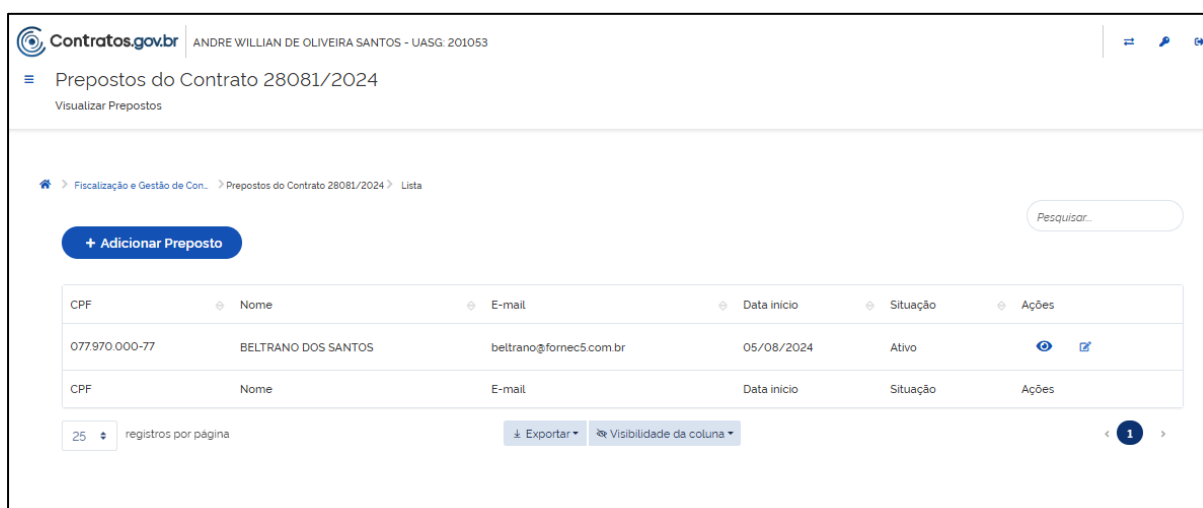 Contratos.gov.br ANDRE WILLIAN DE OLIVEIRA SANTOS - UASG: 201053
Prepostos do Contrato 28081/2024
Visualizar Prepostos
Fiscalização e Gestão de Con... Prepostos do Contrato 28081/2024 Lista
Pesquisar...
+ Adicionar Preposto
CPF Nome E-mail Data início Situação Ações
077.970.000-77 BELTRANO DOS SANTOS beltrano@fornec5.com.br 05/08/2024 Ativo
CPF Nome E-mail Data início Situação Ações
25 registros por página Exportar Visibilidade da coluna < 1 >